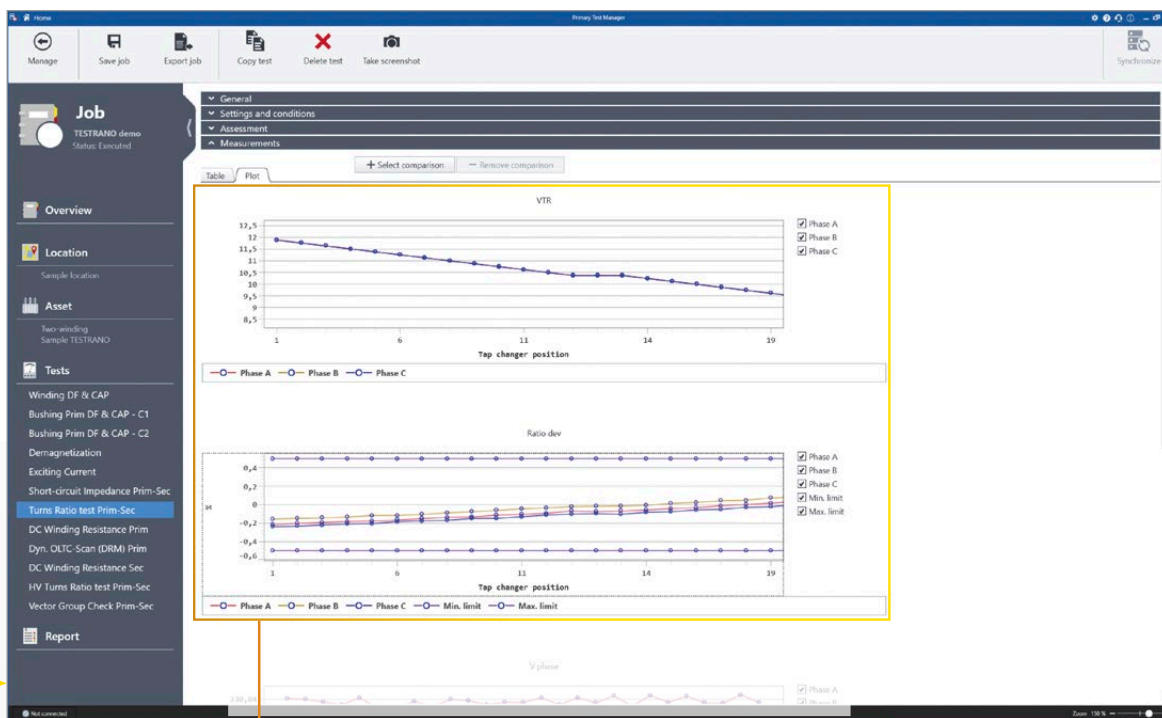 Home
Primary Test Manager
Manage
Save job
Export job
Copy test
Delete test
Take screenshot
Synchronize
Job
TESTRANO demo
Status: Executed
Overview
Location
Sample location
Asset
Two-winding
Sample TESTRANO
Tests
Winding DF & CAP
Bushing Prim DF & CAP - C1
Bushing Prim DF & CAP - C2
Demagnetization
Exciting Current
Short-circuit Impedance Prim-Sec
Turns Ratio test Prim-Sec
DC Winding Resistance Prim
Dyn. OLTC-Scan (DRM) Prim
DC Winding Resistance Sec
HV Turns Ratio test Prim-Sec
Vector Group Check Prim-Sec
Report
Not connected
General
Settings and conditions
Assessment
Measurements
+ Select comparison
− Remove comparison
Table
Plot
VTR
12,5
12
11,5
11
10,5
10
9,5
9
8,5
1 6 11 14 19
Tap changer position
Phase A
Phase B
Phase C
Phase A Phase B Phase C
Ratio dev
%
0,4
0,2
0
-0,2
-0,4
-0,6
1 6 11 14 19
Tap changer position
Phase A
Phase B
Phase C
Min. limit
Max. limit
Phase A Phase B Phase C Min. limit Max. limit
V phase
Phase A
Zoom 150 %